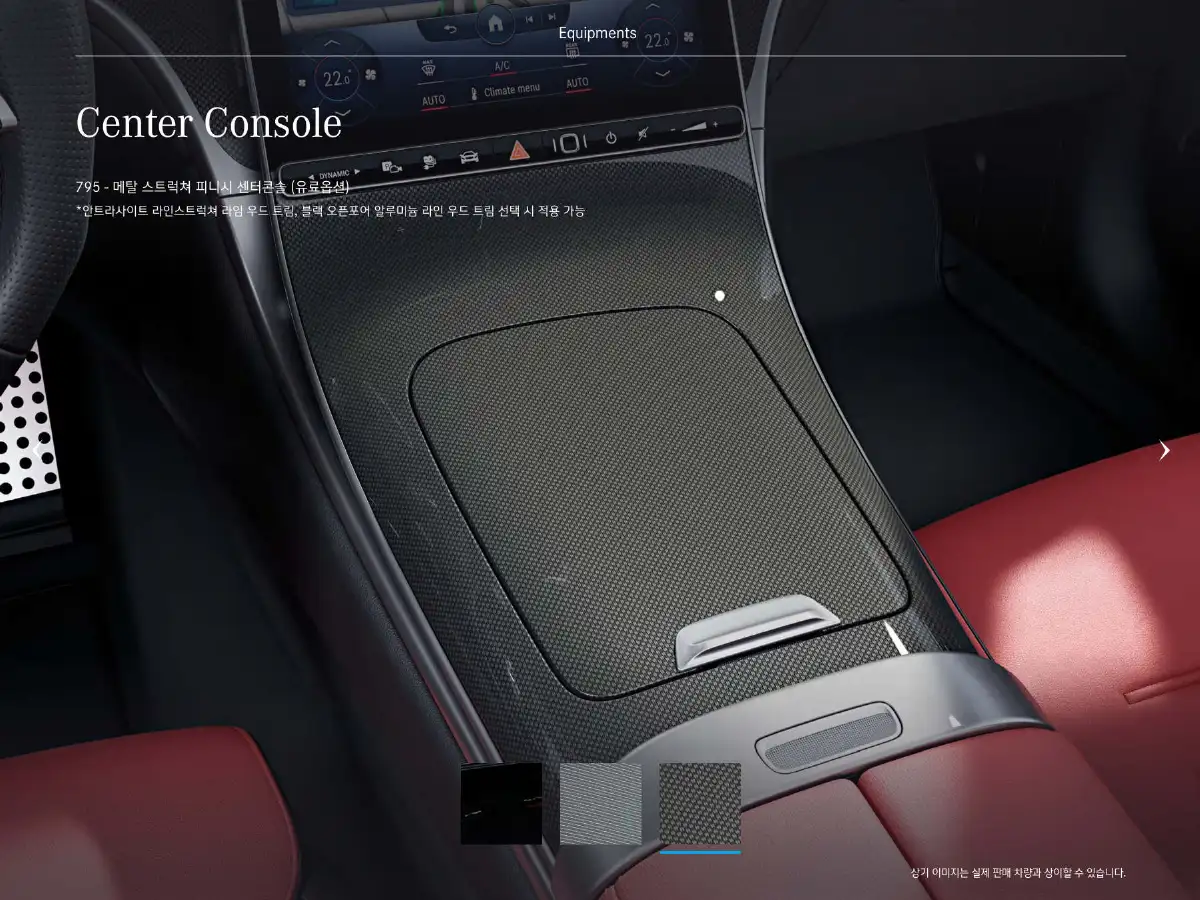 Equipments
22.0
22.0
MAX
REAR
A/C
AUTO
Climate menu
AUTO
Center Console
DYNAMIC
795 - 메탈 스트럭쳐 피니시 센터콘솔 (유료옵션)
*안트라사이트 라인스트럭쳐 라임 우드 트림, 블랙 오픈포어 알루미늄 라인 우드 트림 선택 시 적용 가능
상기 이미지는 실제 판매 차량과 상이할 수 있습니다.